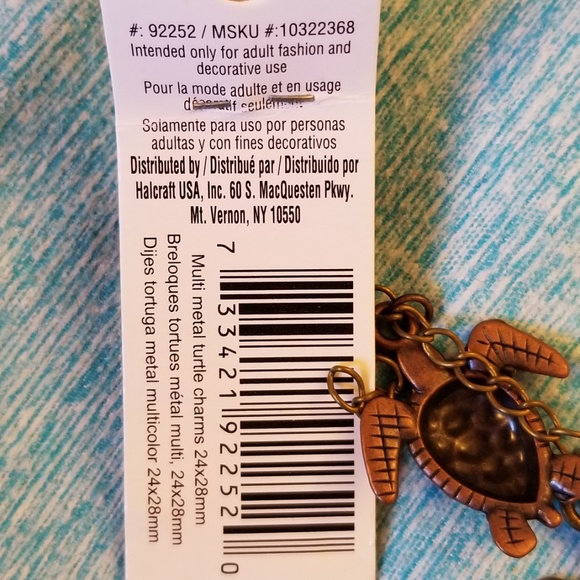 #: 92252 / MSKU #:10322368
Intended only for adult fashion and
decorative use
Pour la mode adulte et en usage
décoratif seulement.
Solamente para uso por personas
adultas y con fines decorativos
Distributed by / Distribué par / Distribuido por
Halcraft USA, Inc. 60 S. MacQuesten Pkwy.
Mt. Vernon, NY 10550
Multi metal turtle charms 24x28mm
Breloques tortues métal multi, 24x28mm
Dijes tortuga metal multicolor 24x28mm
7 33421 92252 0